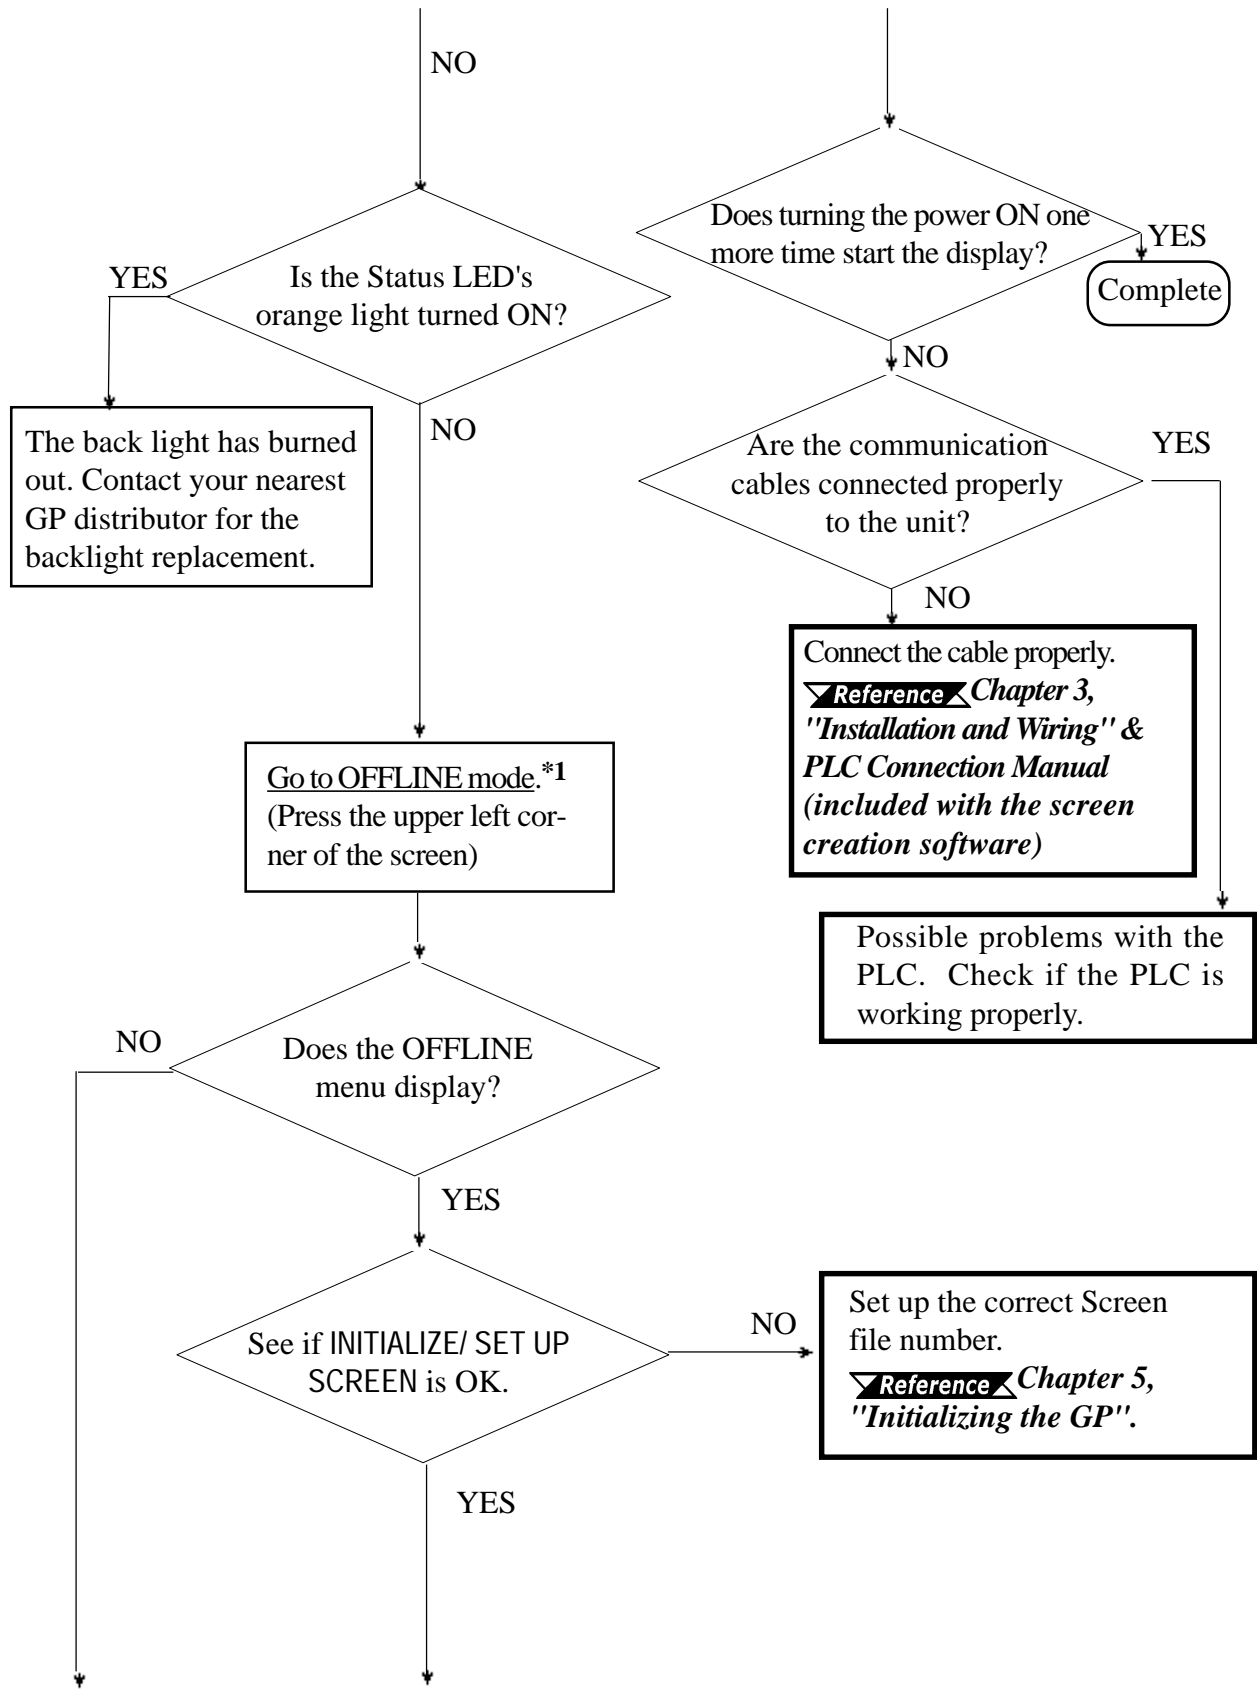 NO
Does turning the power ON one
more time start the display?
YES
Complete
Is the Status LED's
orange light turned ON?
YES
NO
The back light has burned
out. Contact your nearest
GP distributor for the
backlight replacement.
NO
Are the communication
cables connected properly
to the unit?
YES
NO
Connect the cable properly.
Reference Chapter 3,
"Installation and Wiring" &
PLC Connection Manual
(included with the screen
creation software)
Go to OFFLINE mode.*1
(Press the upper left cor-
ner of the screen)
Possible problems with the
PLC. Check if the PLC is
working properly.
NO
Does the OFFLINE
menu display?
YES
See if INITIALIZE/ SET UP
SCREEN is OK.
NO
Set up the correct Screen
file number.
Reference Chapter 5,
"Initializing the GP".
YES